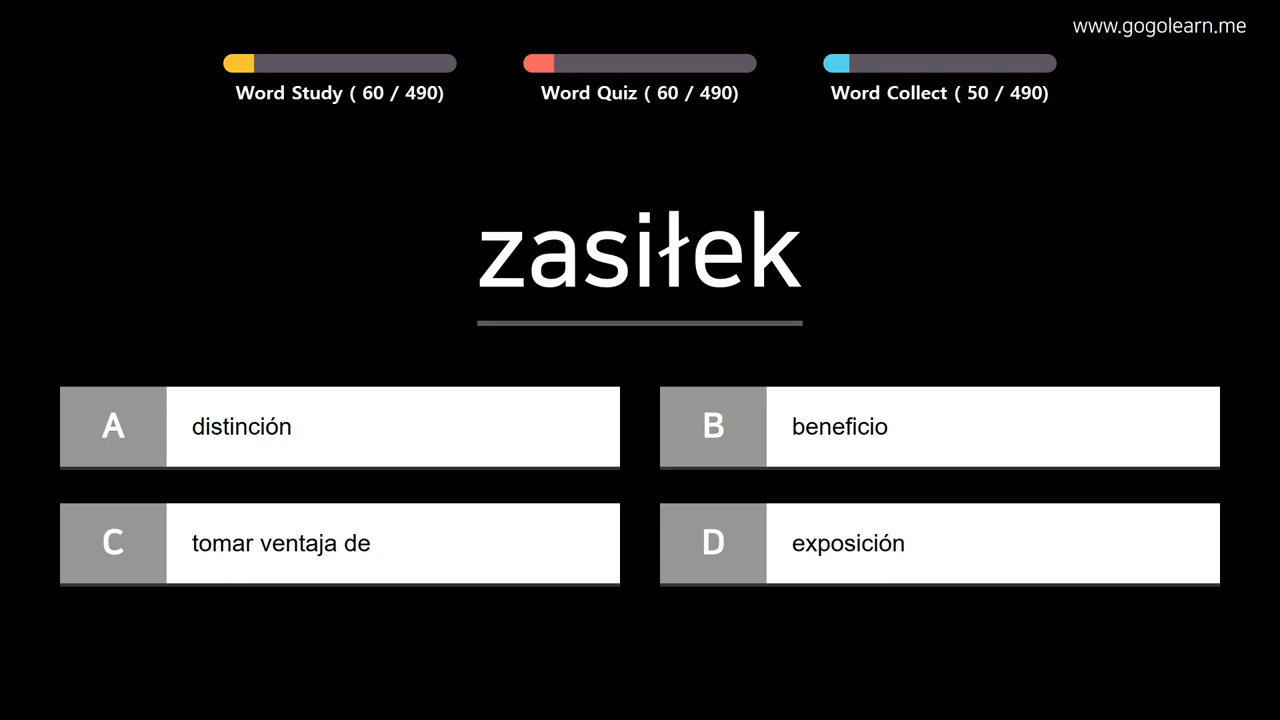 www.gogolearn.me
Word Study ( 60 / 490)
Word Quiz ( 60 / 490)
Word Collect ( 50 / 490)
zasiłek
A distinción
B beneficio
C tomar ventaja de
D exposición